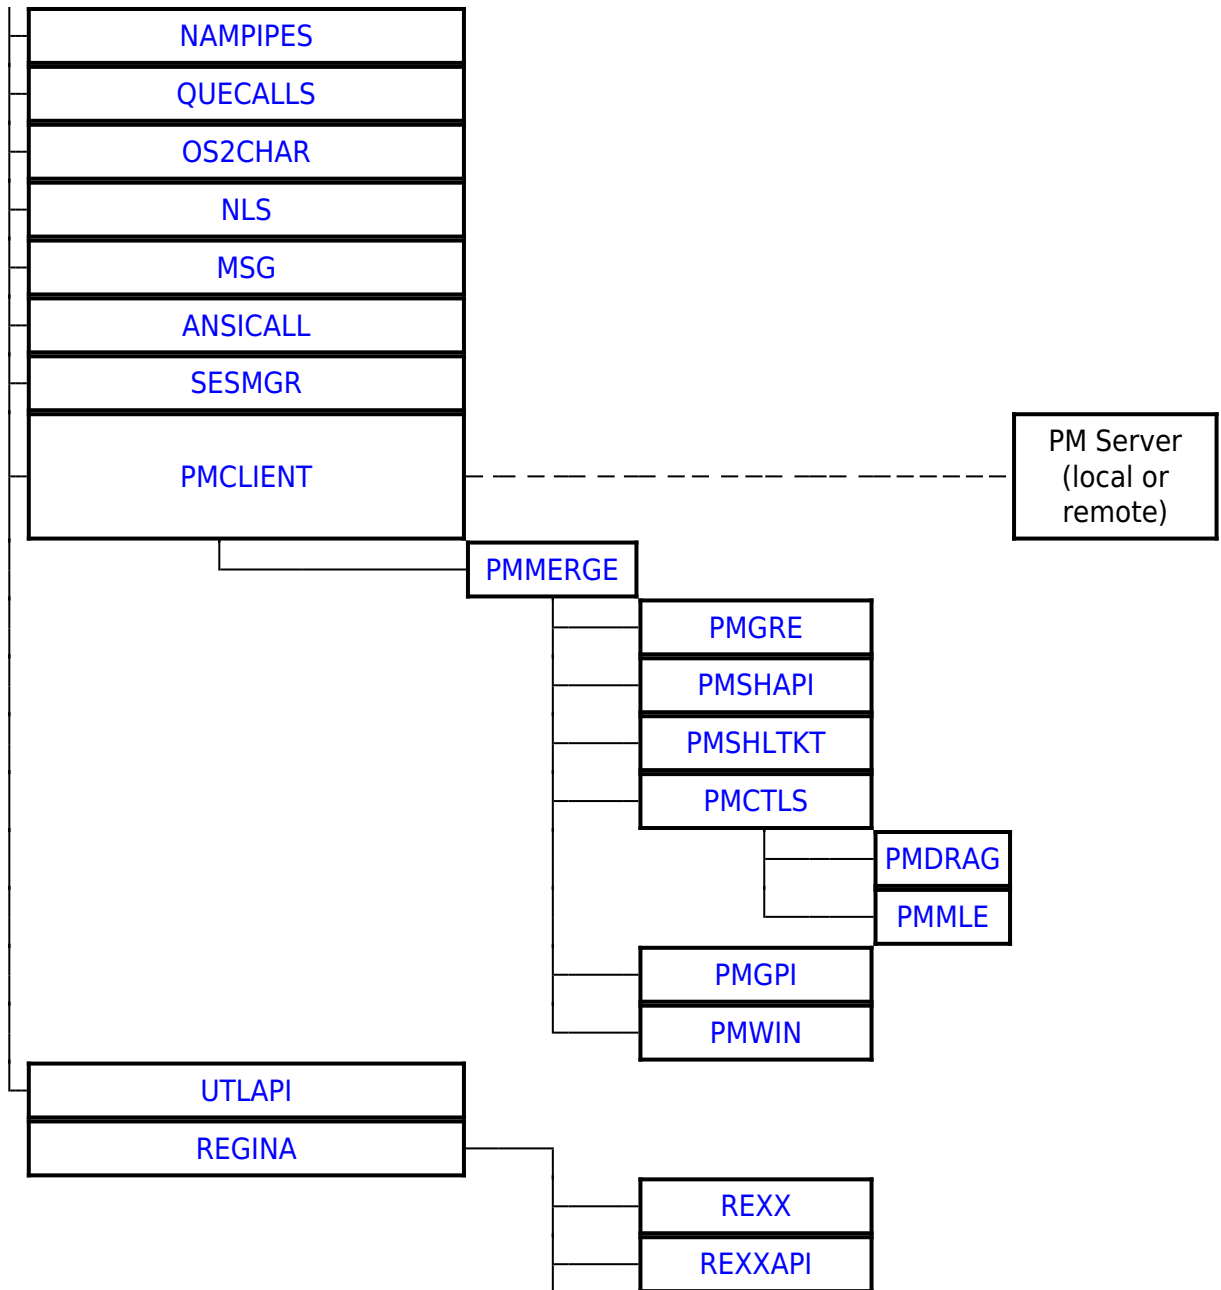 NAMPIPES
QUECALLS
OS2CHAR
NLS
MSG
ANSICALL
SESMGR
PMCLIENT
PM Server
(local or
remote)
PMMERGE
PMGRE
PMSHAPI
PMSHLTKT
PMCTLS
PMDRAG
PMMLE
PMGPI
PMWIN
UTLAPI
REGINA
REXX
REXXAPI